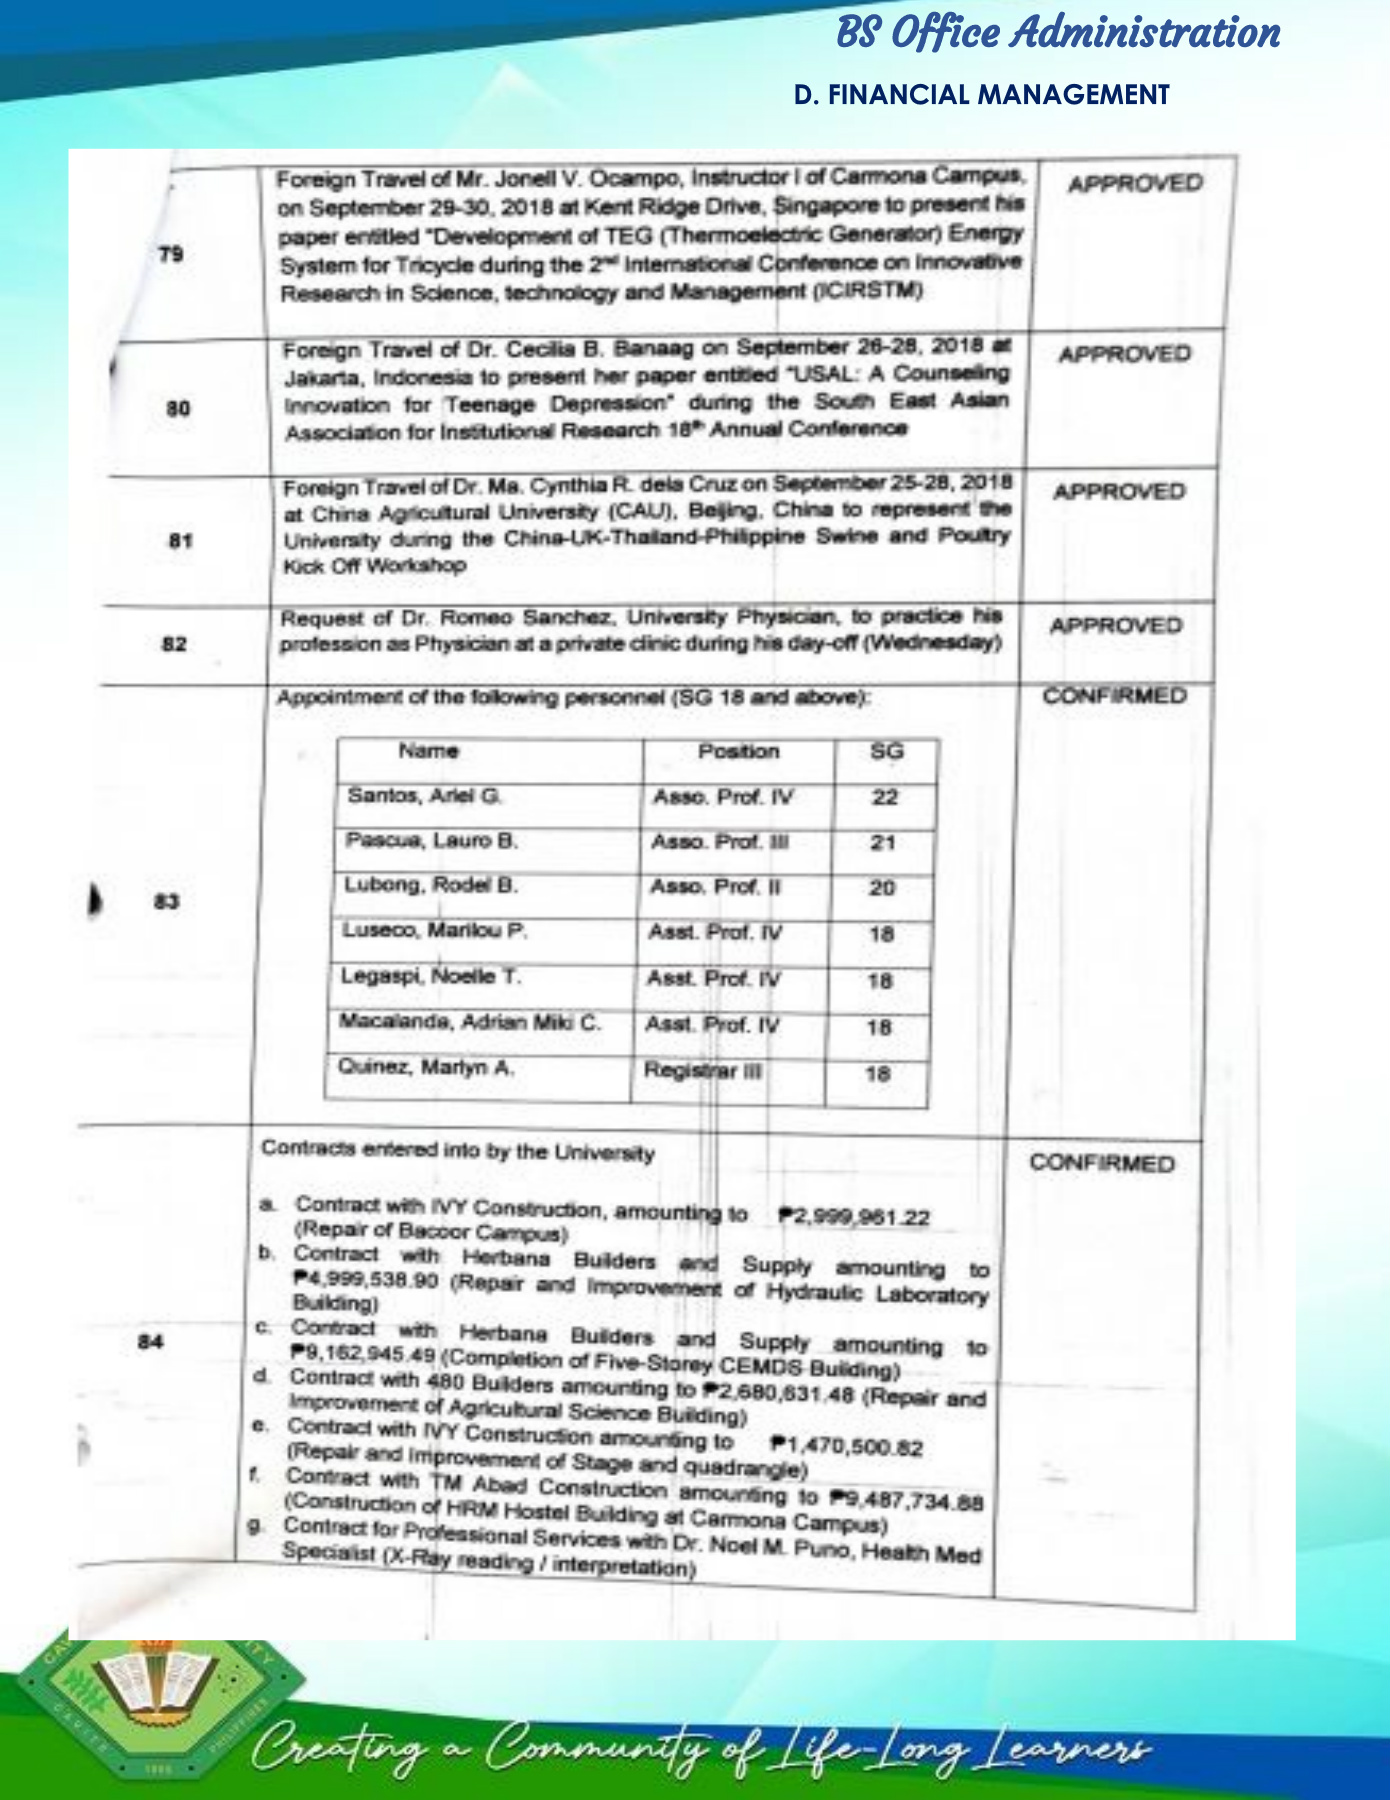 BS Office Administration
D. FINANCIAL MANAGEMENT
79
Foreign Travel of Mr. Jonell V. Ocampo, Instructor I of Carmona Campus,
on September 29-30, 2018 at Kent Ridge Drive, Singapore to present his
paper entitled "Development of TEG (Thermoelectric Generator) Energy
System for Tricycle during the 2nd International Conference on Innovative
Research in Science, technology and Management (ICIRSTM)
APPROVED
80
Foreign Travel of Dr. Cecilia B. Banaag on September 26-28, 2018 at
Jakarta, Indonesia to present her paper entitled "USAL: A Counseling
Innovation for Teenage Depression" during the South East Asian
Association for Institutional Research 18th Annual Conference
APPROVED
81
Foreign Travel of Dr. Ma. Cynthia R. dela Cruz on September 25-28, 2018
at China Agricultural University (CAU), Beijing, China to represent the
University during the China-UK-Thailand-Philippine Swine and Poultry
Kick Off Workshop
APPROVED
82
Request of Dr. Romeo Sanchez, University Physician, to practice his
profession as Physician at a private clinic during his day-off (Wednesday)
APPROVED
83
Appointment of the following personnel (SG 18 and above):
CONFIRMED
Name Position SG
Santos, Ariel G. Asso. Prof. IV 22
Pascua, Lauro B. Asso. Prof. III 21
Lubong, Rodel B. Asso. Prof. II 20
Luseco, Marilou P. Asst. Prof. IV 18
Legaspi, Noelle T. Asst. Prof. IV 18
Macalanda, Adrian Miki C. Asst. Prof. IV 18
Quinez, Marlyn A. Registrar III 18
84
Contracts entered into by the University
CONFIRMED
a. Contract with IVY Construction, amounting to ₱2,999,961.22
(Repair of Bacoor Campus)
b. Contract with Herbana Builders and Supply amounting to
₱4,999,538.90 (Repair and Improvement of Hydraulic Laboratory
Building)
c. Contract with Herbana Builders and Supply amounting to
₱9,162,945.49 (Completion of Five-Storey CEMDS Building)
d. Contract with 480 Builders amounting to ₱2,680,631.48 (Repair and
Improvement of Agricultural Science Building)
e. Contract with IVY Construction amounting to ₱1,470,500.82
(Repair and Improvement of Stage and quadrangle)
f. Contract with TM Abad Construction amounting to ₱9,487,734.88
(Construction of HRM Hostel Building at Carmona Campus)
g. Contract for Professional Services with Dr. Noel M. Puno, Health Med
Specialist (X-Ray reading / interpretation)
CAVITE
PHILIPPINES
1906
Creating a Community of Life-Long Learners